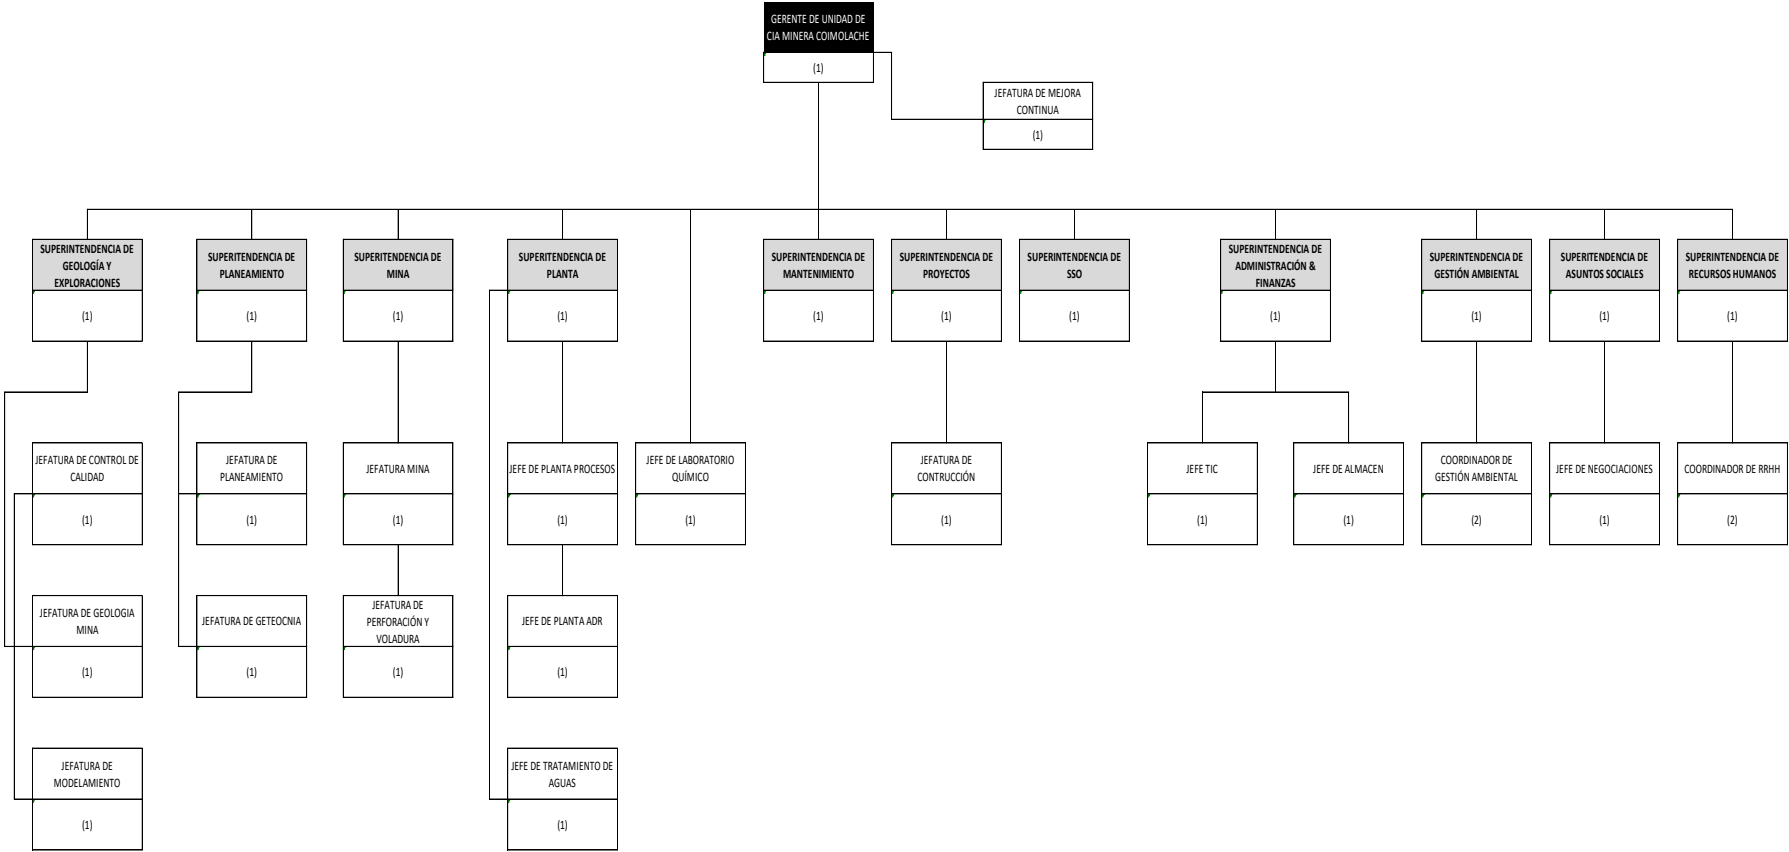 GERENTE DE UNIDAD DE
CIA MINERA COIMOLACHE
(1)
JEFATURA DE MEJORA
CONTINUA
(1)
SUPERINTENDENCIA DE
GEOLOGÍA Y
EXPLORACIONES
(1)
SUPERINTENDENCIA DE
PLANEAMIENTO
(1)
SUPERINTENDENCIA DE
MINA
(1)
SUPERINTENDENCIA DE
PLANTA
(1)
SUPERINTENDENCIA DE
MANTENIMIENTO
(1)
SUPERINTENDENCIA DE
PROYECTOS
(1)
SUPERINTENDENCIA DE
SSO
(1)
SUPERINTENDENCIA DE
ADMINISTRACIÓN &
FINANZAS
(1)
SUPERINTENDENCIA DE
GESTIÓN AMBIENTAL
(1)
SUPERITENDENCIA DE
ASUNTOS SOCIALES
(1)
SUPERINTENDENCIA DE
RECURSOS HUMANOS
(1)
JEFATURA DE CONTROL DE
CALIDAD
(1)
JEFATURA DE
PLANEAMIENTO
(1)
JEFATURA MINA
(1)
JEFE DE PLANTA PROCESOS
(1)
JEFE DE LABORATORIO
QUÍMICO
(1)
JEFATURA DE
CONTRUCCIÓN
(1)
JEFE TIC
(1)
JEFE DE ALMACEN
(1)
COORDINADOR DE
GESTIÓN AMBIENTAL
(2)
JEFE DE NEGOCIACIONES
(1)
COORDINADOR DE RRHH
(2)
JEFATURA DE GEOLOGIA
MINA
(1)
JEFATURA DE GETEOCNIA
(1)
JEFATURA DE
PERFORACIÓN Y
VOLADURA
(1)
JEFE DE PLANTA ADR
(1)
JEFATURA DE
MODELAMIENTO
(1)
JEFE DE TRATAMIENTO DE
AGUAS
(1)